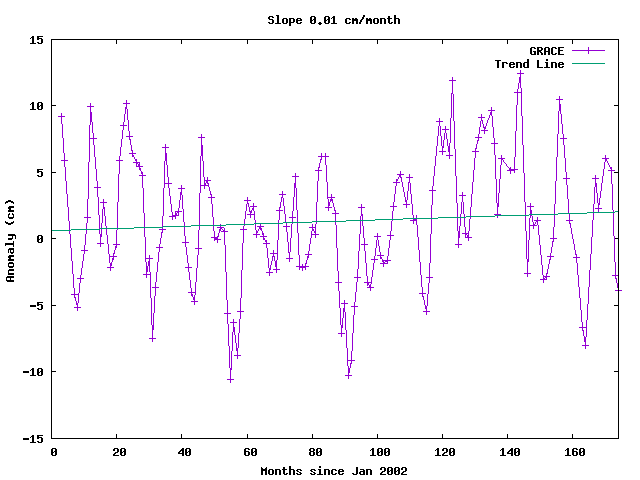 Slope 0.01 cm/month
GRACE
Trend Line
15
10
5
0
-5
-10
-15
Anomaly (cm)
0 20 40 60 80 100 120 140 160
Months since Jan 2002